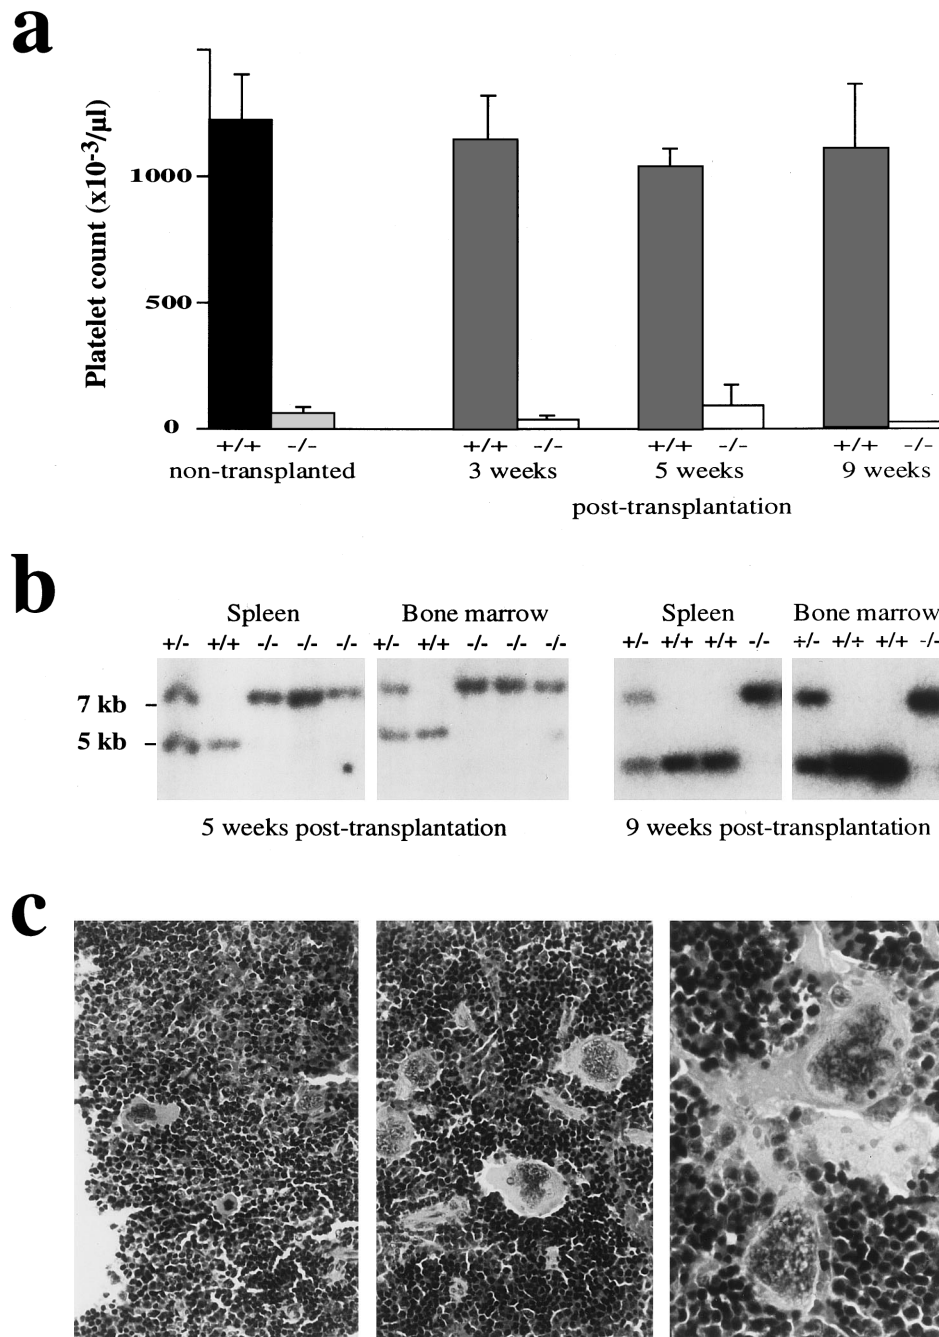 a
Platelet count (x10-3/µl)
1000
500
0
+/+ -/- +/+ -/- +/+ -/- +/+ -/-
non-transplanted 3 weeks 5 weeks 9 weeks
post-transplantation
b
Spleen Bone marrow Spleen Bone marrow
+/- +/+ -/- -/- -/- +/- +/+ -/- -/- -/- +/- +/+ +/+ -/- +/- +/+ +/+ -/-
7 kb
5 kb
5 weeks post-transplantation 9 weeks post-transplantation
c